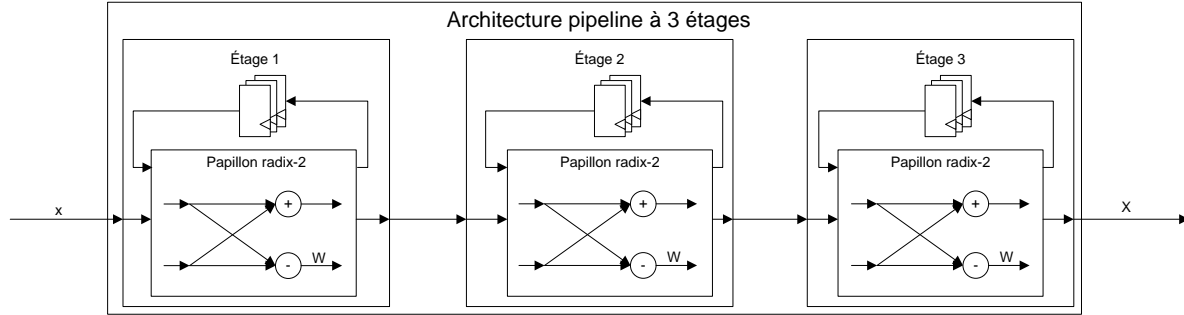 Architecture pipeline à 3 étages
Étage 1
Étage 2
Étage 3
Papillon radix-2
Papillon radix-2
Papillon radix-2
x
+
+
+
X
-
W
-
W
-
W